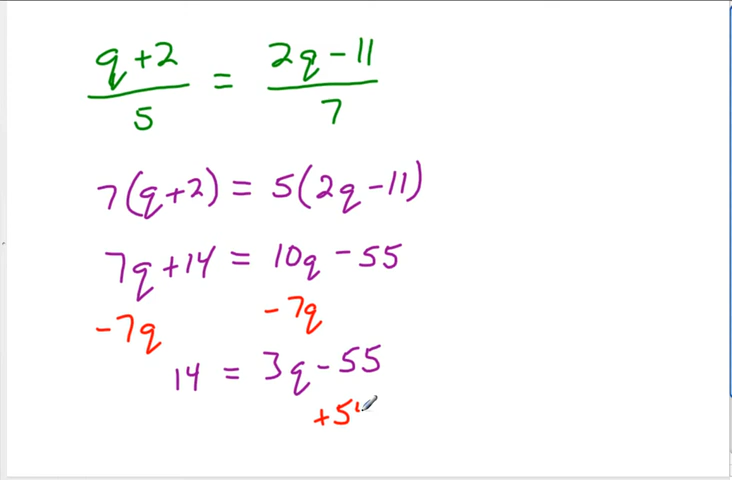 q+2 / 5 = 2q-11 / 7
7(q+2) = 5(2q-11)
7q+14 = 10q-55
-7q -7q
14 = 3q-55
+5